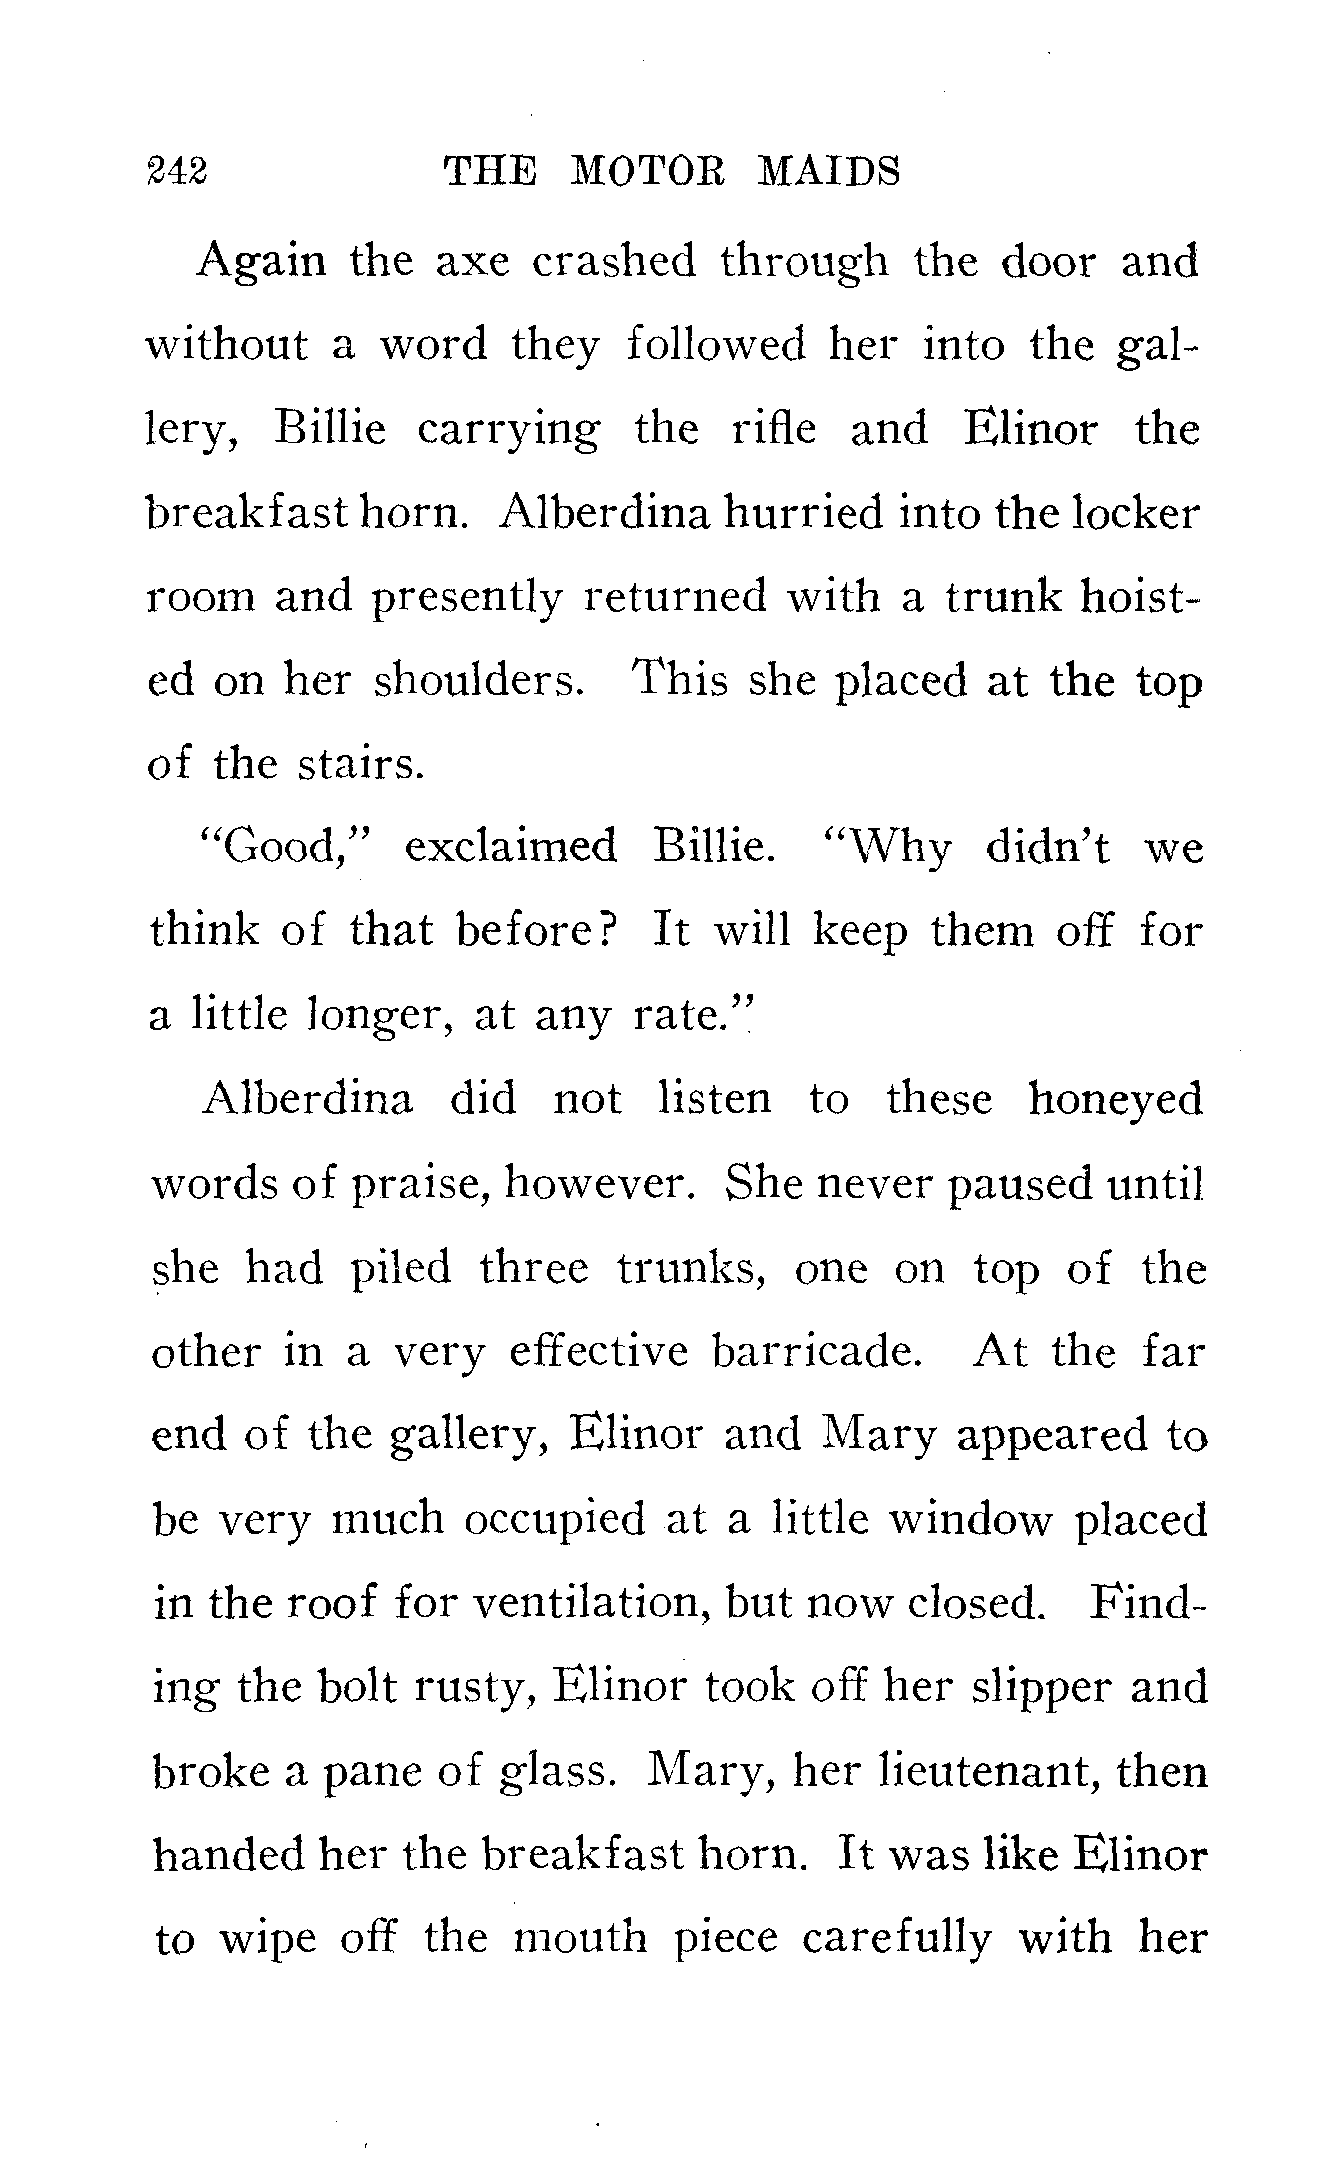 242 THE MOTOR MAIDS
Again the axe crashed through the door and
without a word they followed her into the gal-
lery, Billie carrying the rifle and Elinor the
breakfast horn. Alberdina hurried into the locker
room and presently returned with a trunk hoist-
ed on her shoulders. This she placed at the top
of the stairs.
“Good,” exclaimed Billie. “Why didn’t we
think of that before? It will keep them off for
a little longer, at any rate.”
Alberdina did not listen to these honeyed
words of praise, however. She never paused until
she had piled three trunks, one on top of the
other in a very effective barricade. At the far
end of the gallery, Elinor and Mary appeared to
be very much occupied at a little window placed
in the roof for ventilation, but now closed. Find-
ing the bolt rusty, Elinor took off her slipper and
broke a pane of glass. Mary, her lieutenant, then
handed her the breakfast horn. It was like Elinor
to wipe off the mouth piece carefully with her